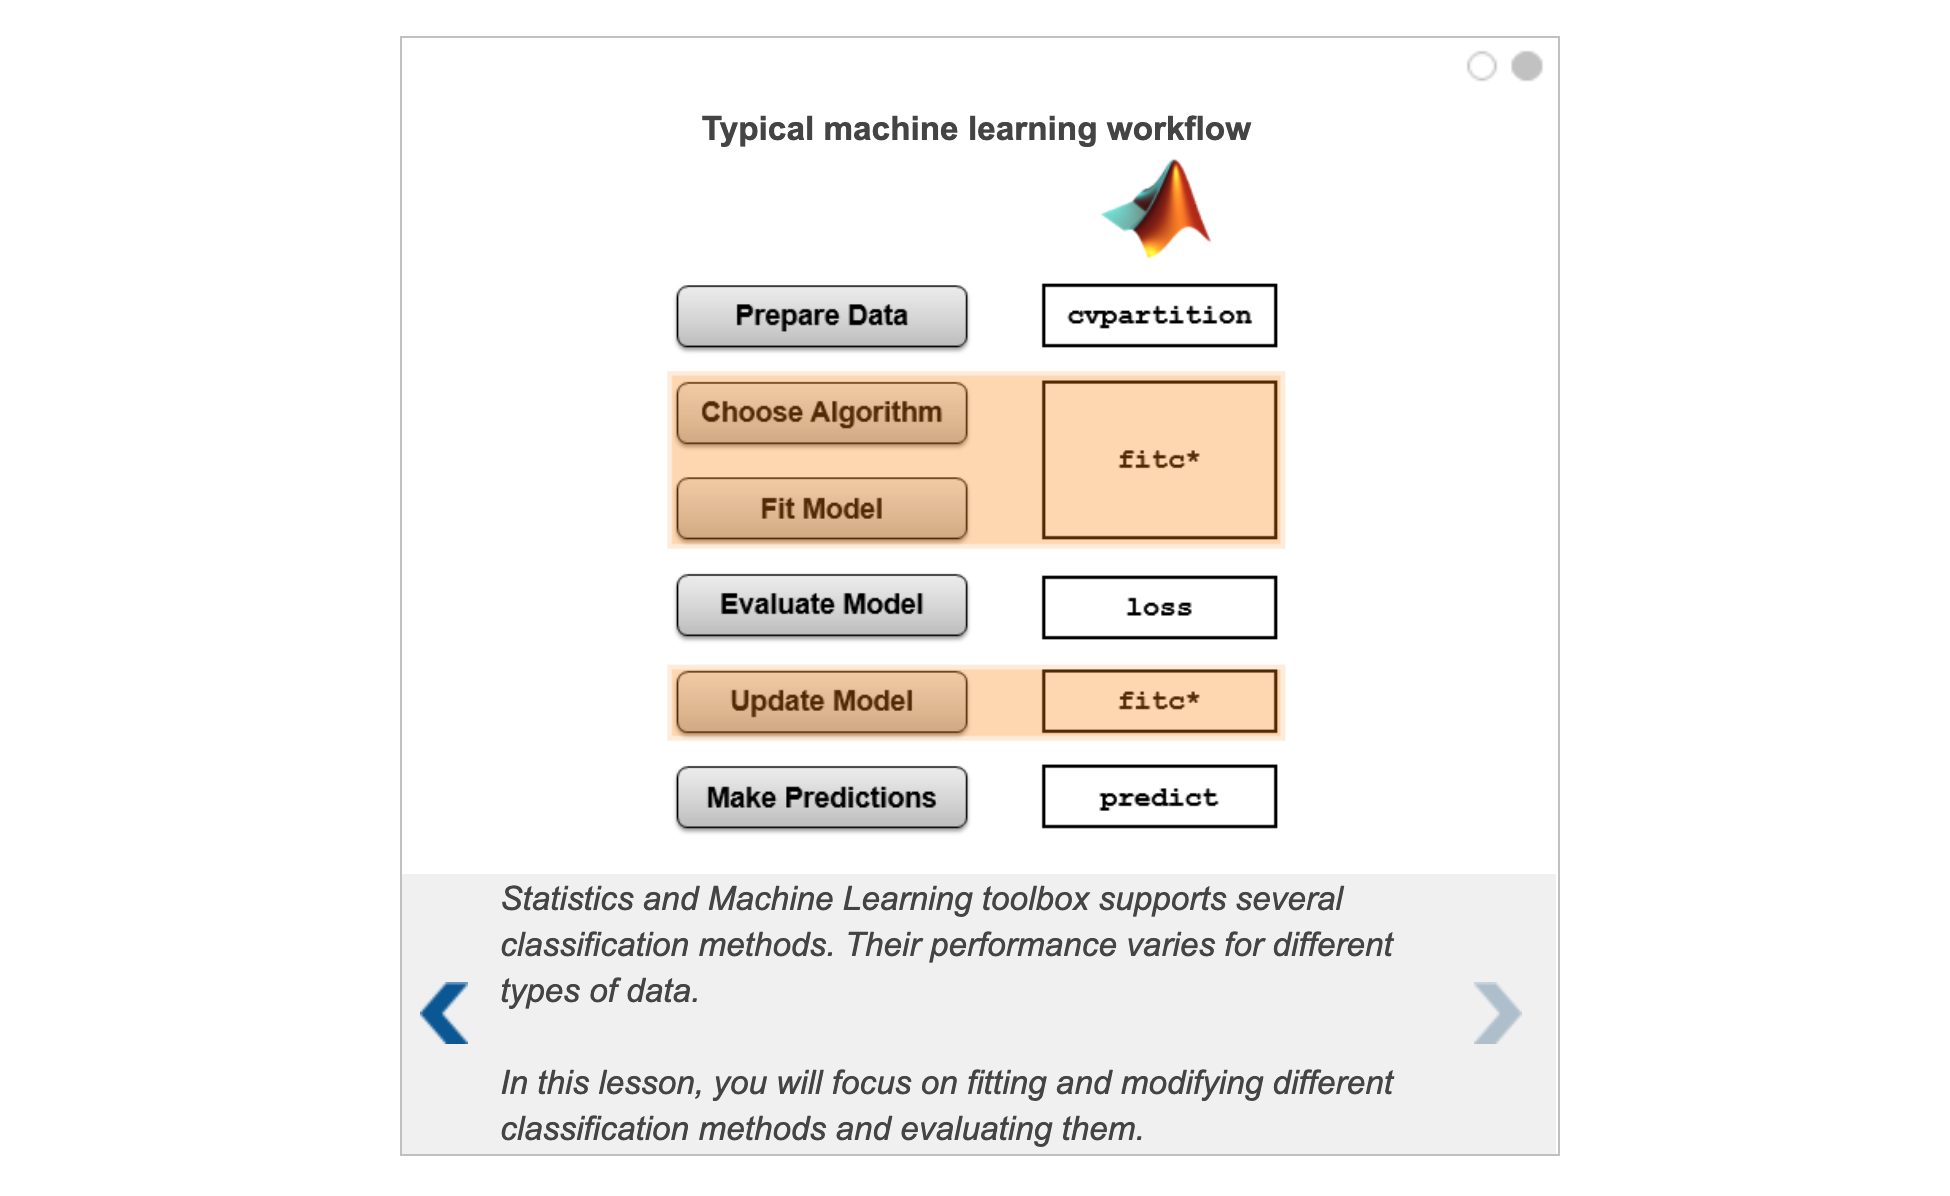 Typical machine learning workflow
Prepare Data
cvpartition
Choose Algorithm
fitc*
Fit Model
Evaluate Model
loss
Update Model
fitc*
Make Predictions
predict
Statistics and Machine Learning toolbox supports several
classification methods. Their performance varies for different
types of data.
In this lesson, you will focus on fitting and modifying different
classification methods and evaluating them.